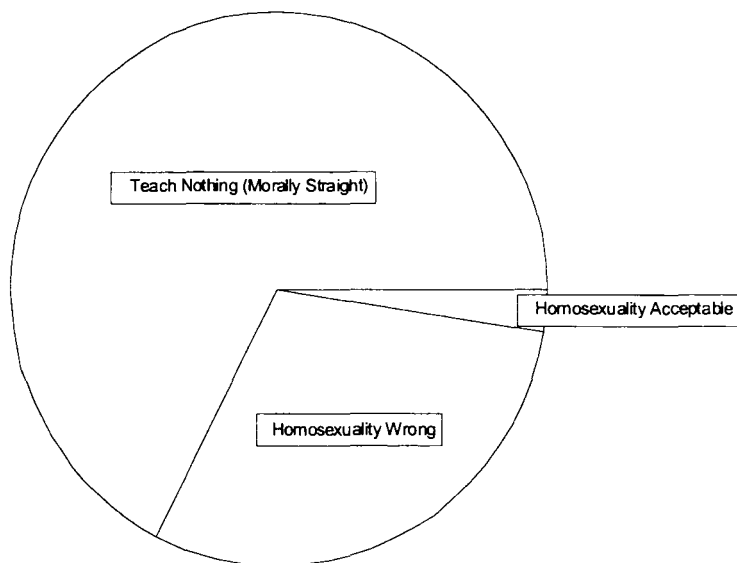 Teach Nothing (Morally Straight)
Homosexuality Acceptable
Homosexuality Wrong